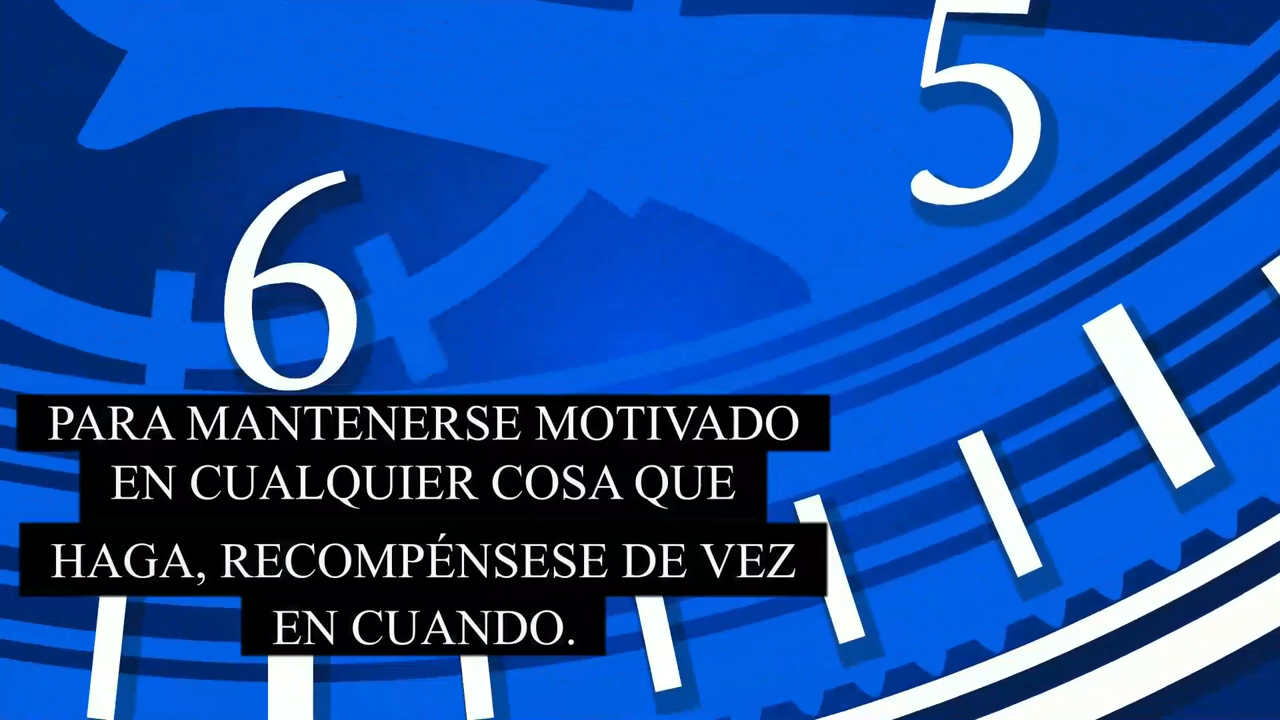 5
6
PARA MANTENERSE MOTIVADO
EN CUALQUIER COSA QUE
HAGA, RECOMPÉNSESE DE VEZ
EN CUANDO.